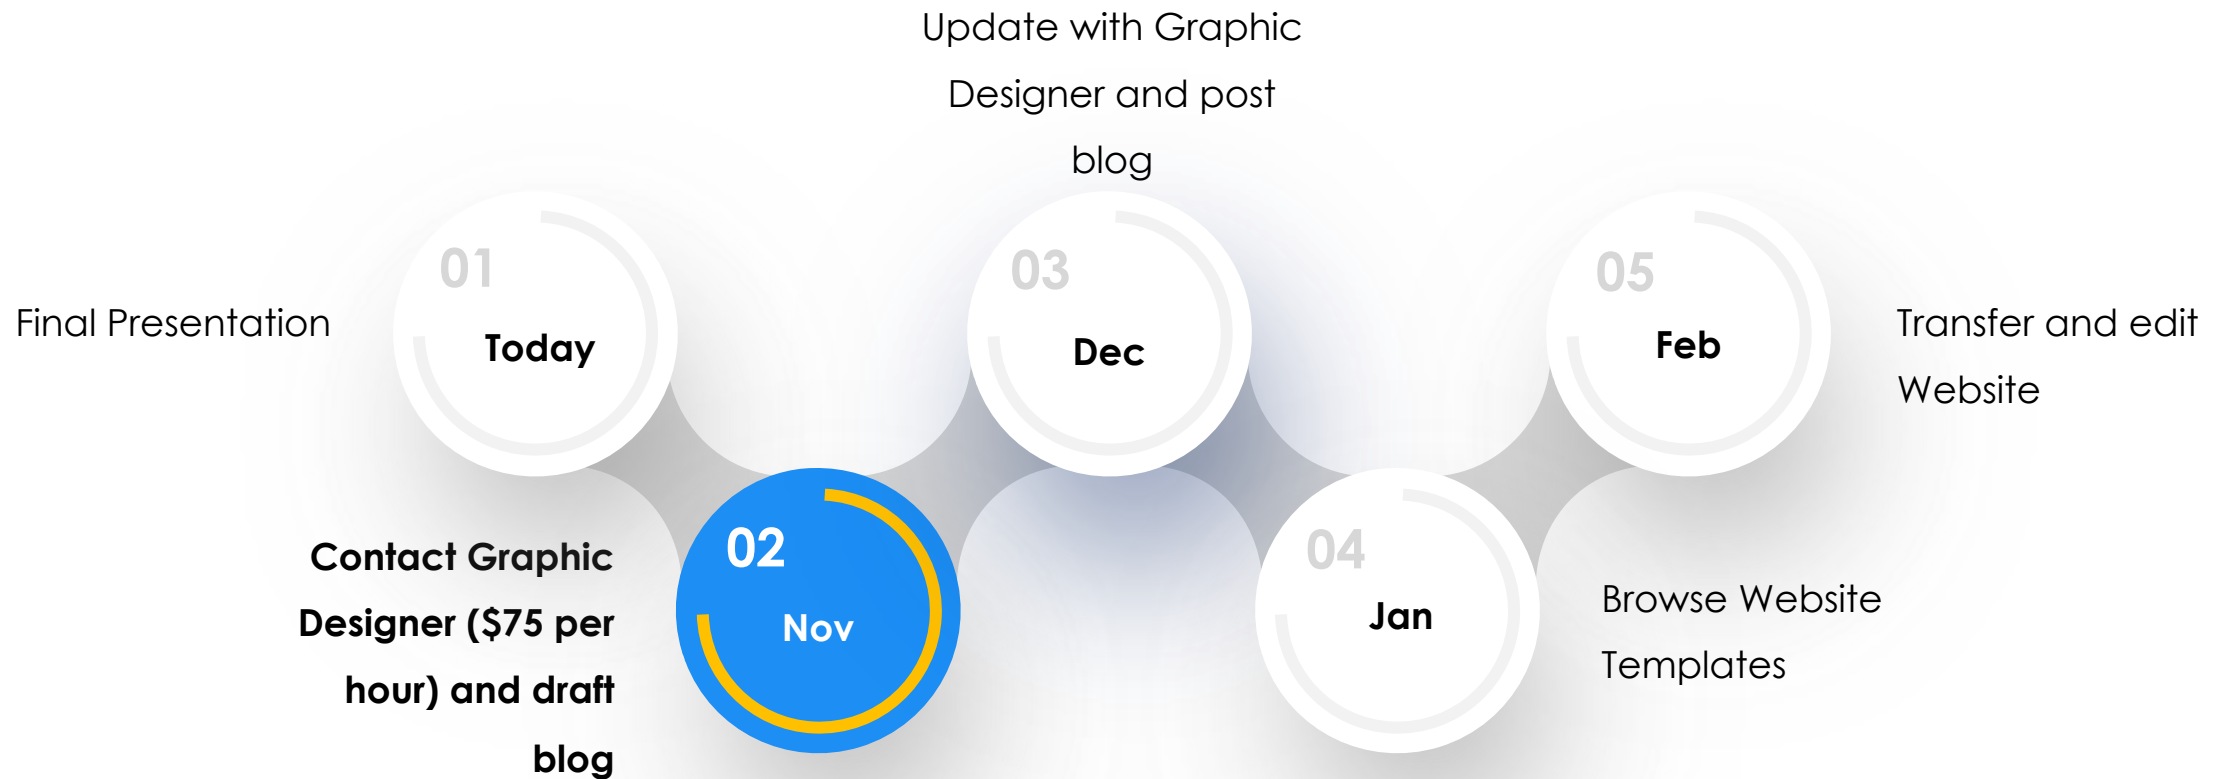 Final Presentation
01
Today
Contact Graphic
Designer ($75 per
hour) and draft
blog
02
Nov
Update with Graphic
Designer and post
blog
03
Dec
04
Jan
Browse Website
Templates
05
Feb
Transfer and edit
Website